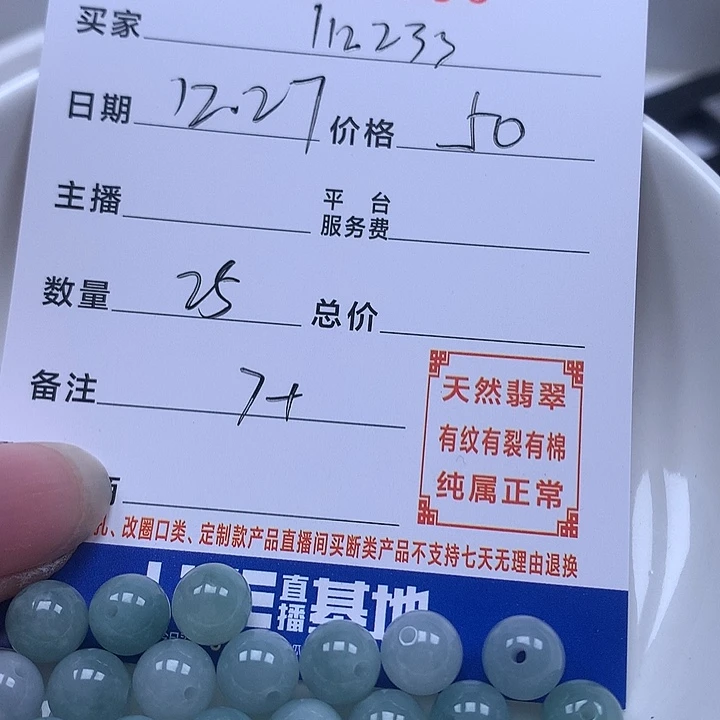 买家 112233
日期 12.27 价格 50
主播 平台服务费
数量 25 总价
备注 7+
天然翡翠
有纹有裂有棉
纯属正常
孔、改圈口类、定制款产品直播间买断类产品不支持七天无理由退换
直播基地